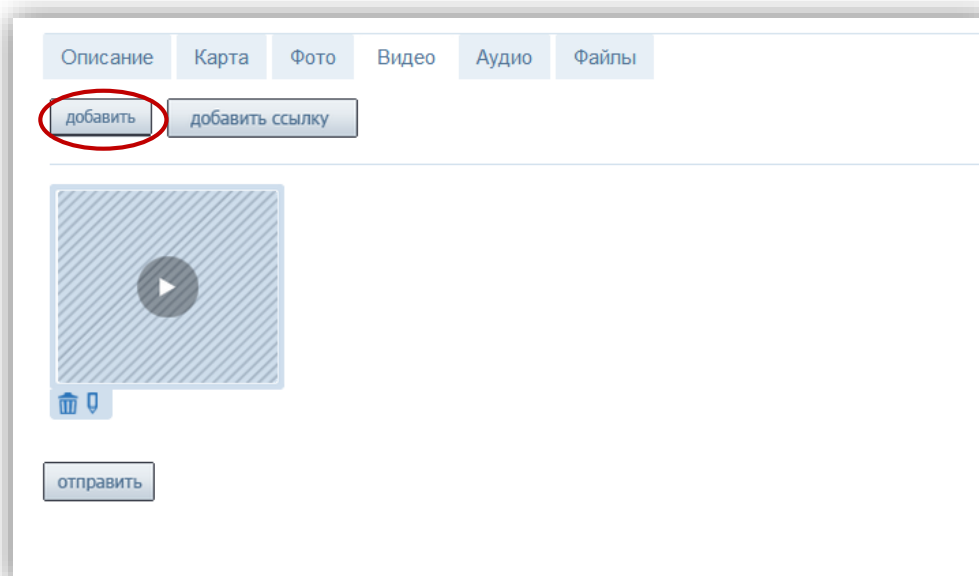 Описание Карта Фото Видео Аудио Файлы
добавить добавить ссылку
отправить